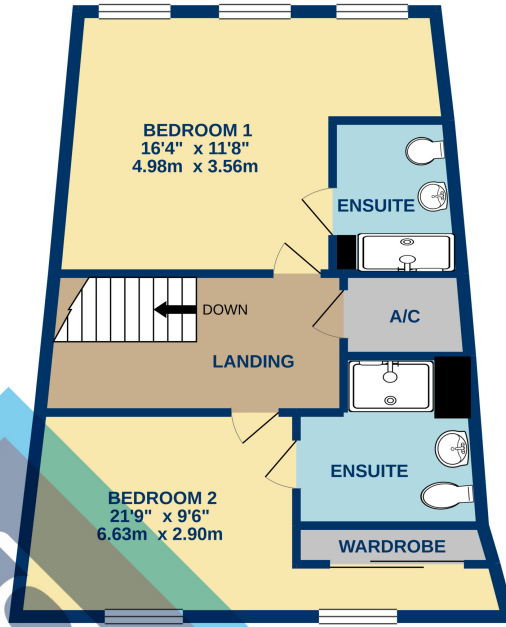 BEDROOM 1
16'4" x 11'8"
4.98m x 3.56m
ENSUITE
DOWN
A/C
LANDING
ENSUITE
BEDROOM 2
21'9" x 9'6"
6.63m x 2.90m
WARDROBE